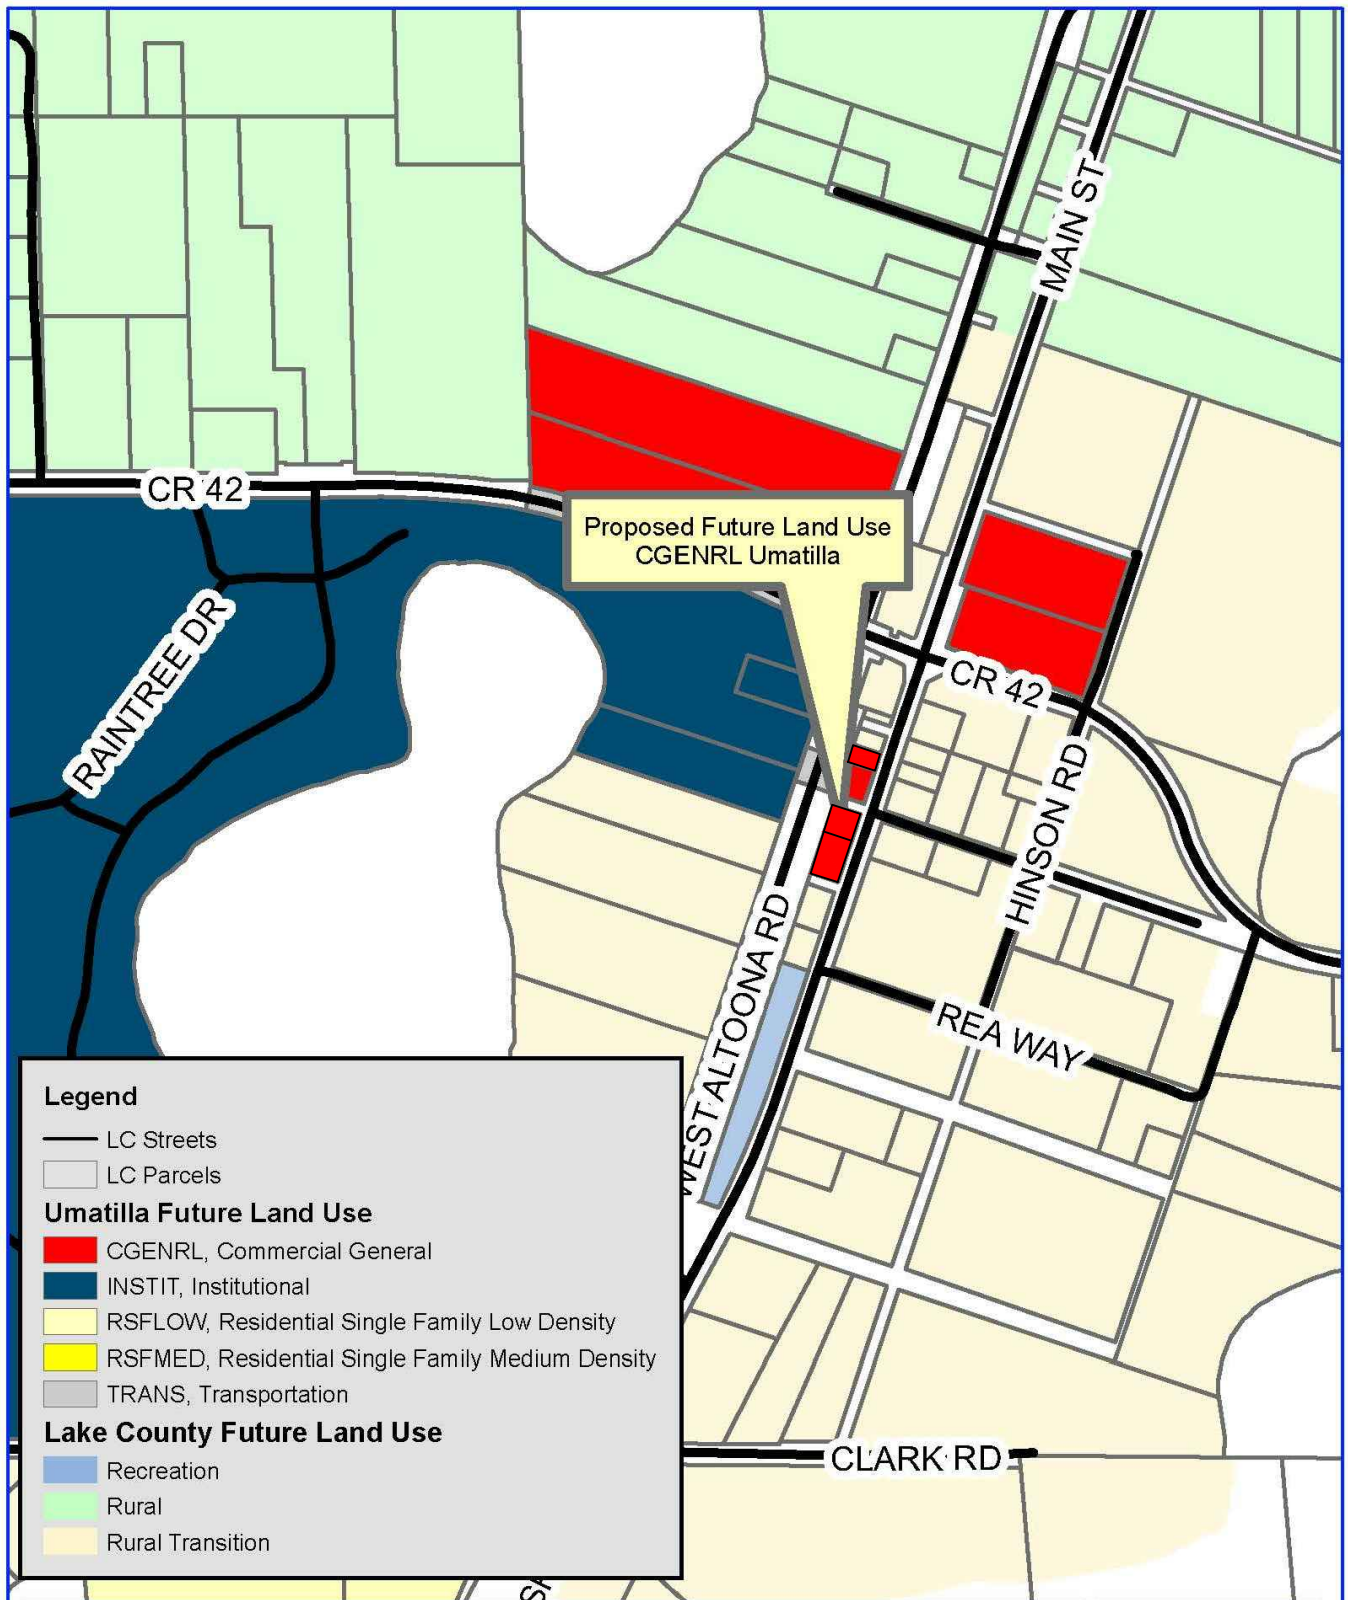 MAIN ST
CR 42
Proposed Future Land Use
CGENRL Umatilla
RAINTREE DR
CR 42
HINSON RD
WEST ALTOONA RD
REA WAY
Legend
LC Streets
LC Parcels
Umatilla Future Land Use
CGENRL, Commercial General
INSTIT, Institutional
RSFLOW, Residential Single Family Low Density
RSFMED, Residential Single Family Medium Density
TRANS, Transportation
Lake County Future Land Use
Recreation
Rural
Rural Transition
CLARK RD